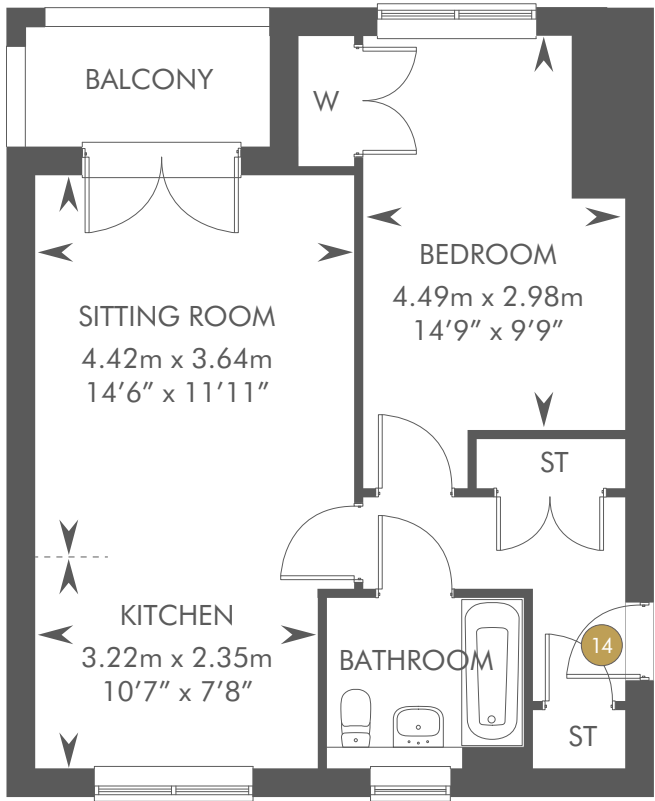 BALCONY
W
BEDROOM
4.49m x 2.98m
14’9” x 9’9”
SITTING ROOM
4.42m x 3.64m
14’6” x 11’11”
ST
KITCHEN
3.22m x 2.35m
10’7” x 7’8”
BATHROOM
14
ST